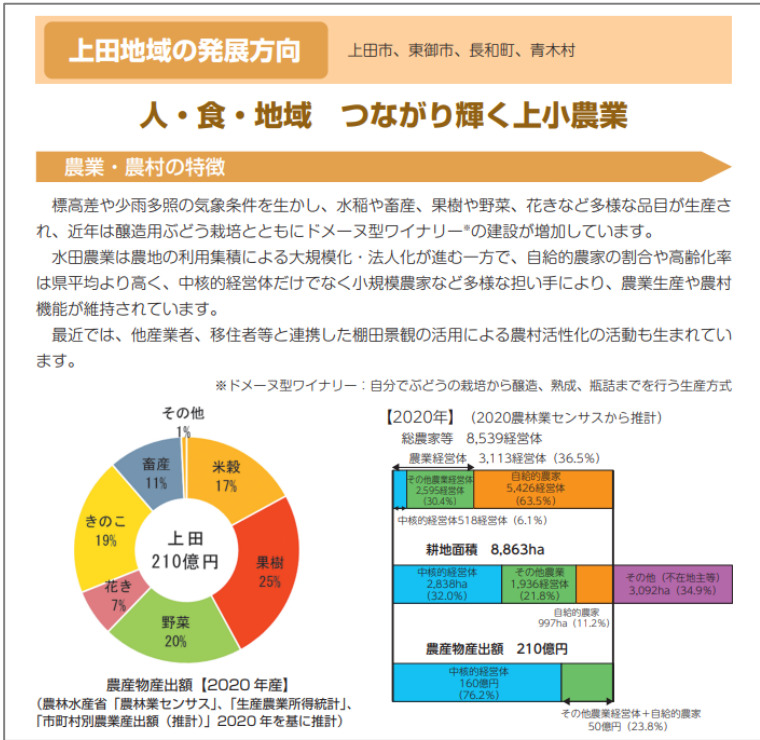 上田地域の発展方向
上田市、東御市、長和町、青木村
人・食・地域　つながり輝く上小農業
農業・農村の特徴
標高差や少雨多照の気象条件を生かし、水稲や畜産、果樹や野菜、花きなど多様な品目が生産さ
れ、近年は醸造用ぶどう栽培とともにドメーヌ型ワイナリー※の建設が増加しています。
水田農業は農地の利用集積による大規模化・法人化が進む一方で、自給的農家の割合や高齢化率
は県平均より高く、中核的経営体だけでなく小規模農家など多様な担い手により、農業生産や農村
機能が維持されています。
最近では、他産業者、移住者等と連携した棚田景観の活用による農村活性化の活動も生まれてい
ます。
※ドメーヌ型ワイナリー：自分でぶどうの栽培から醸造、熟成、瓶詰までを行う生産方式
その他
1%
米穀
17%
果樹
25%
野菜
20%
花き
7%
きのこ
19%
畜産
11%
上田
210億円
農産物産出額【2020年産】
（農林水産省「農林業センサス」、「生産農業所得統計」、
「市町村別農業産出額（推計）」2020年を基に推計）
【2020年】（2020農林業センサスから推計）
総農家等　8,539経営体
農業経営体　3,113経営体（36.5%）
その他農業経営体
2,595経営体
（30.4%）
自給的農家
5,426経営体
（63.5%）
中核的経営体518経営体（6.1%）
耕地面積　8,863ha
中核的経営体
2,838ha
（32.0%）
その他農業
1,936経営体
（21.8%）
その他（不在地主等）
3,092ha（34.9%）
自給的農家
997ha（11.2%）
農産物産出額　210億円
中核的経営体
160億円
（76.2%）
その他農業経営体＋自給的農家
50億円（23.8%）